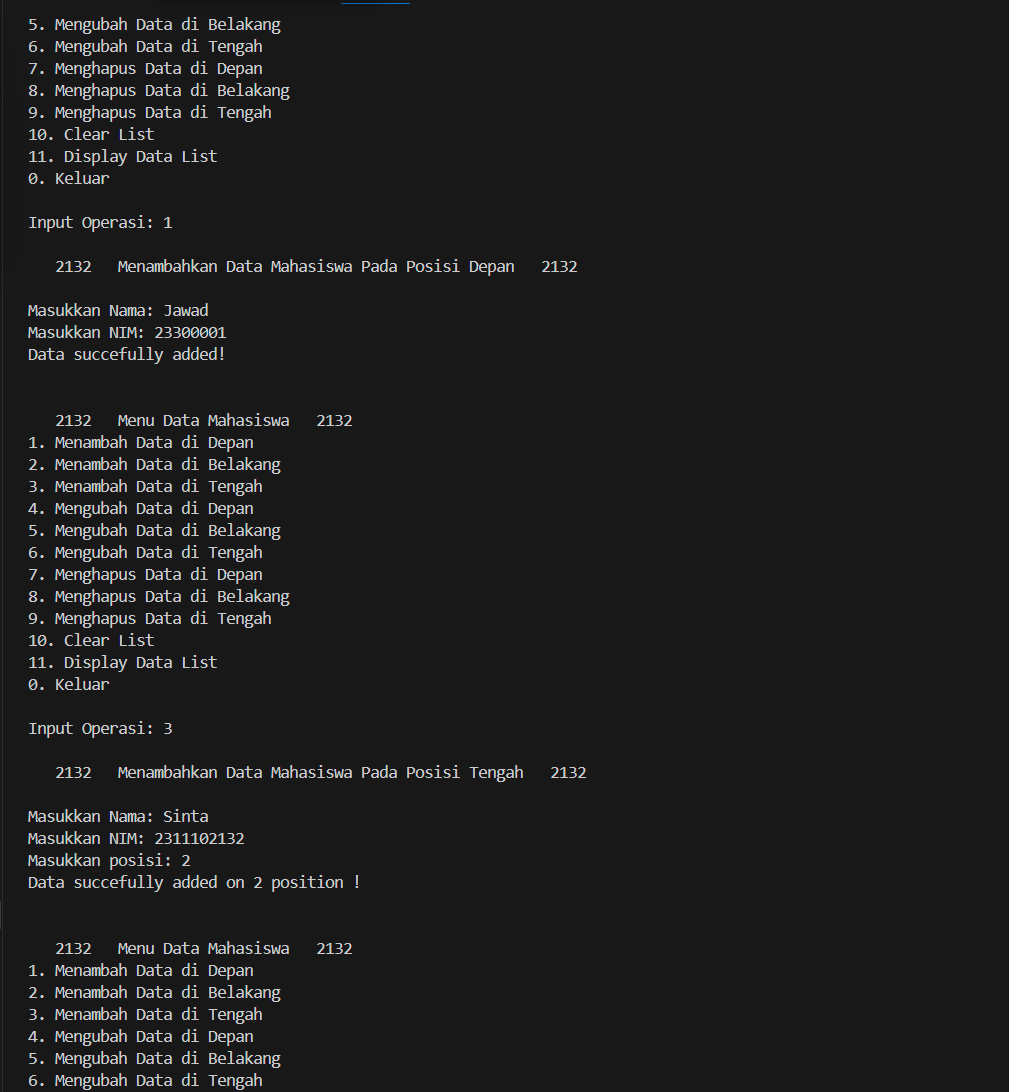 5. Mengubah Data di Belakang
6. Mengubah Data di Tengah
7. Menghapus Data di Depan
8. Menghapus Data di Belakang
9. Menghapus Data di Tengah
10. Clear List
11. Display Data List
0. Keluar
Input Operasi: 1
2132 Menambahkan Data Mahasiswa Pada Posisi Depan 2132
Masukkan Nama: Jawad
Masukkan NIM: 23300001
Data succefully added!
2132 Menu Data Mahasiswa 2132
1. Menambah Data di Depan
2. Menambah Data di Belakang
3. Menambah Data di Tengah
4. Mengubah Data di Depan
5. Mengubah Data di Belakang
6. Mengubah Data di Tengah
7. Menghapus Data di Depan
8. Menghapus Data di Belakang
9. Menghapus Data di Tengah
10. Clear List
11. Display Data List
0. Keluar
Input Operasi: 3
2132 Menambahkan Data Mahasiswa Pada Posisi Tengah 2132
Masukkan Nama: Sinta
Masukkan NIM: 2311102132
Masukkan posisi: 2
Data succefully added on 2 position !
2132 Menu Data Mahasiswa 2132
1. Menambah Data di Depan
2. Menambah Data di Belakang
3. Menambah Data di Tengah
4. Mengubah Data di Depan
5. Mengubah Data di Belakang
6. Mengubah Data di Tengah